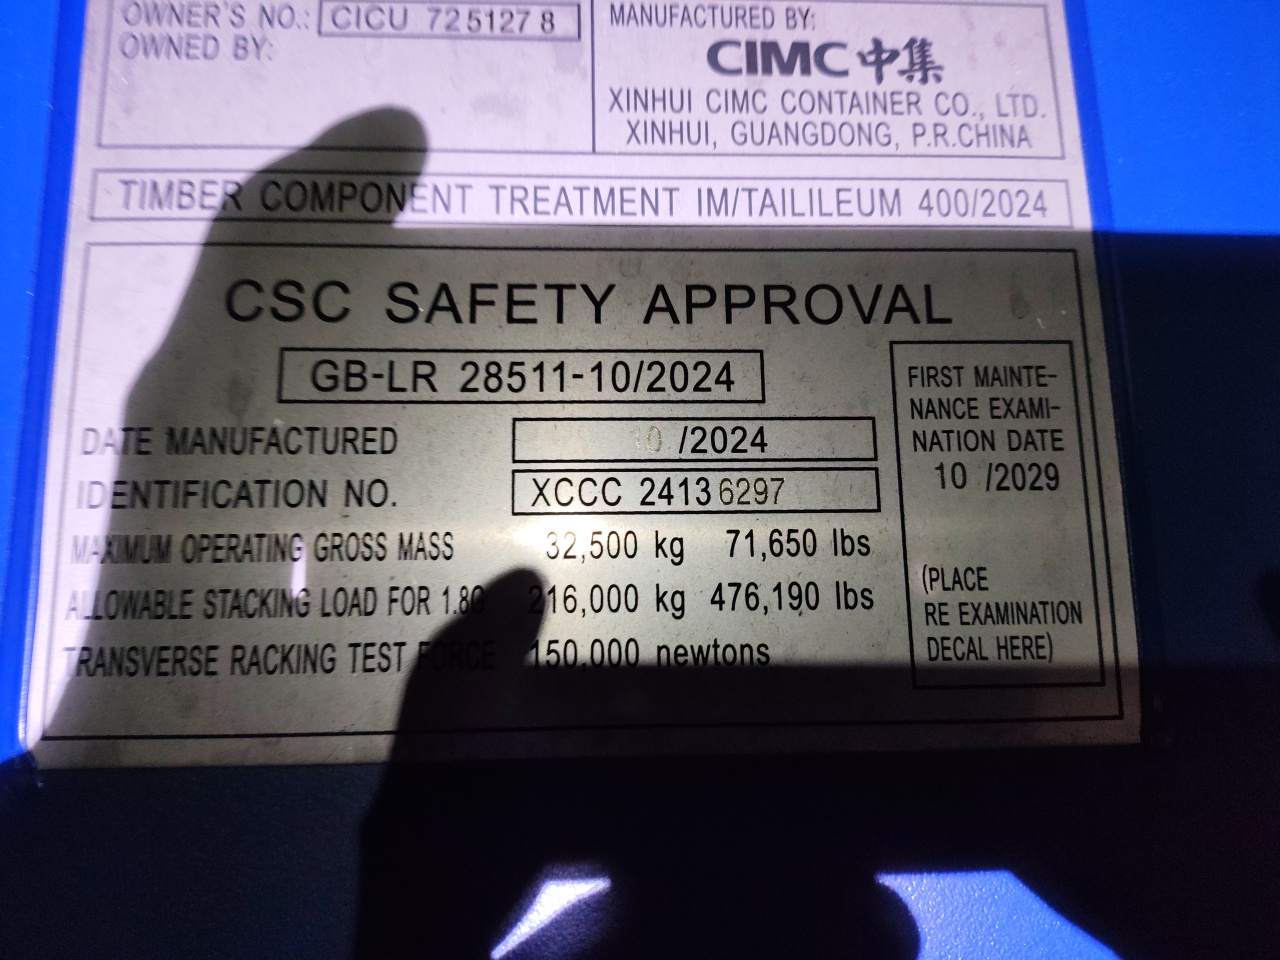 OWNER'S NO.: CICU 725127 8
OWNED BY:
MANUFACTURED BY:
CIMC 中集
XINHUI CIMC CONTAINER CO., LTD.
XINHUI, GUANGDONG, P.R.CHINA
TIMBER COMPONENT TREATMENT IM/TAILILEUM 400/2024
CSC SAFETY APPROVAL
GB-LR 28511-10/2024
DATE MANUFACTURED 10 /2024
IDENTIFICATION NO. XCCC 24136297
MAXIMUM OPERATING GROSS MASS 32,500 kg 71,650 lbs
ALLOWABLE STACKING LOAD FOR 1.8G 216,000 kg 476,190 lbs
TRANSVERSE RACKING TEST FORCE 150,000 newtons
FIRST MAINTE-
NANCE EXAMI-
NATION DATE
10 /2029
(PLACE
RE EXAMINATION
DECAL HERE)